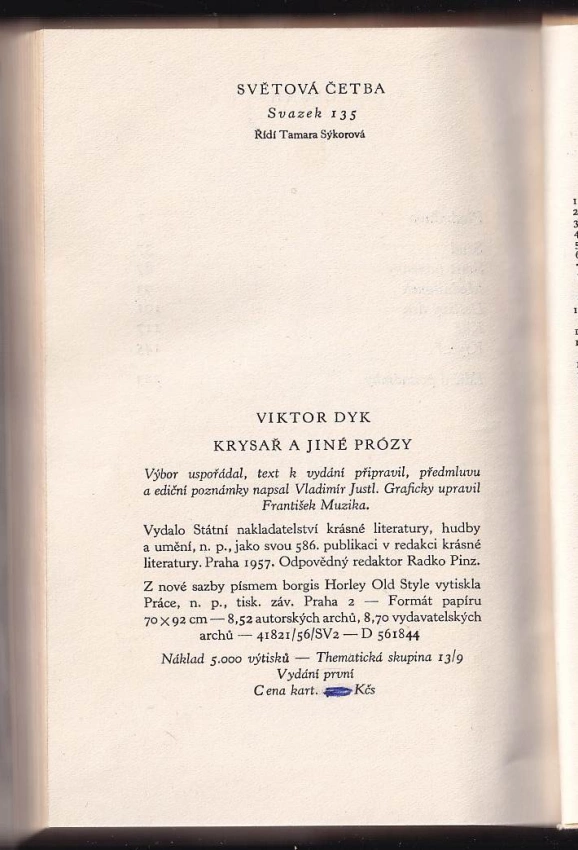 SVĚTOVÁ ČETBA
Svazek 135
Řídí Tamara Sýkorová
VIKTOR DYK
KRYSAŘ A JINÉ PRÓZY
Výbor uspořádal, text k vydání připravil, předmluvu
a ediční poznámky napsal Vladimír Justl. Graficky upravil
František Muzika.
Vydalo Státní nakladatelství krásné literatury, hudby
a umění, n. p., jako svou 586. publikaci v redakci krásné
literatury. Praha 1957. Odpovědný redaktor Radko Pinz.
Z nové sazby písmem borgis Horley Old Style vytiskla
Práce, n. p., tisk. záv. Praha 2 — Formát papíru
70×92 cm — 8,52 autorských archů, 8,70 vydavatelských
archů — 41821/56/SV2 — D 561844
Náklad 5.000 výtisků — Thematická skupina 13/9
Vydání první
Cena kart. Kčs